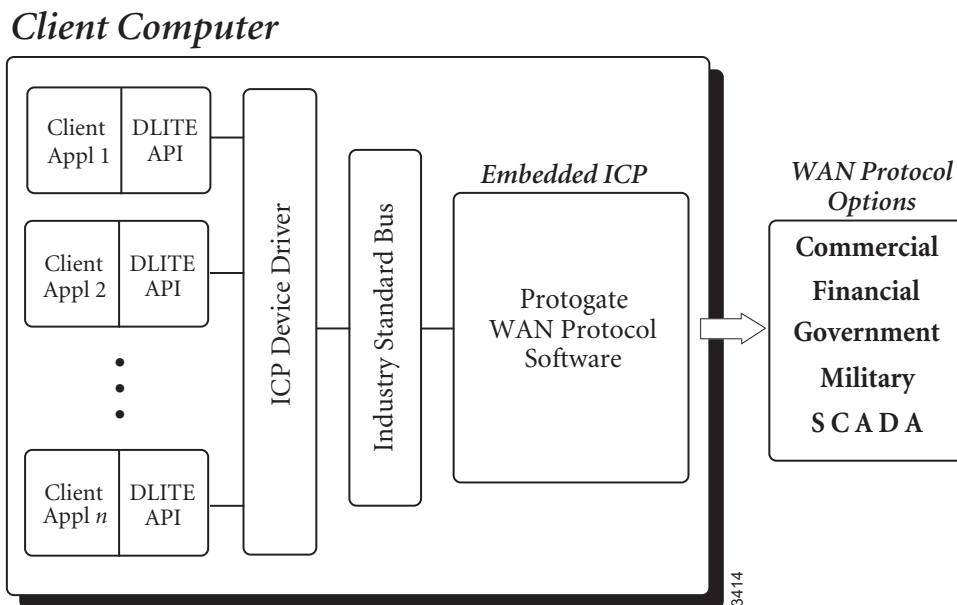 Client Computer
Client
Appl 1
DLITE
API
Client
Appl 2
DLITE
API
Client
Appl n
DLITE
API
ICP Device Driver
Industry Standard Bus
Embedded ICP
Protogate
WAN Protocol
Software
WAN Protocol
Options
Commercial
Financial
Government
Military
S C A D A
3414